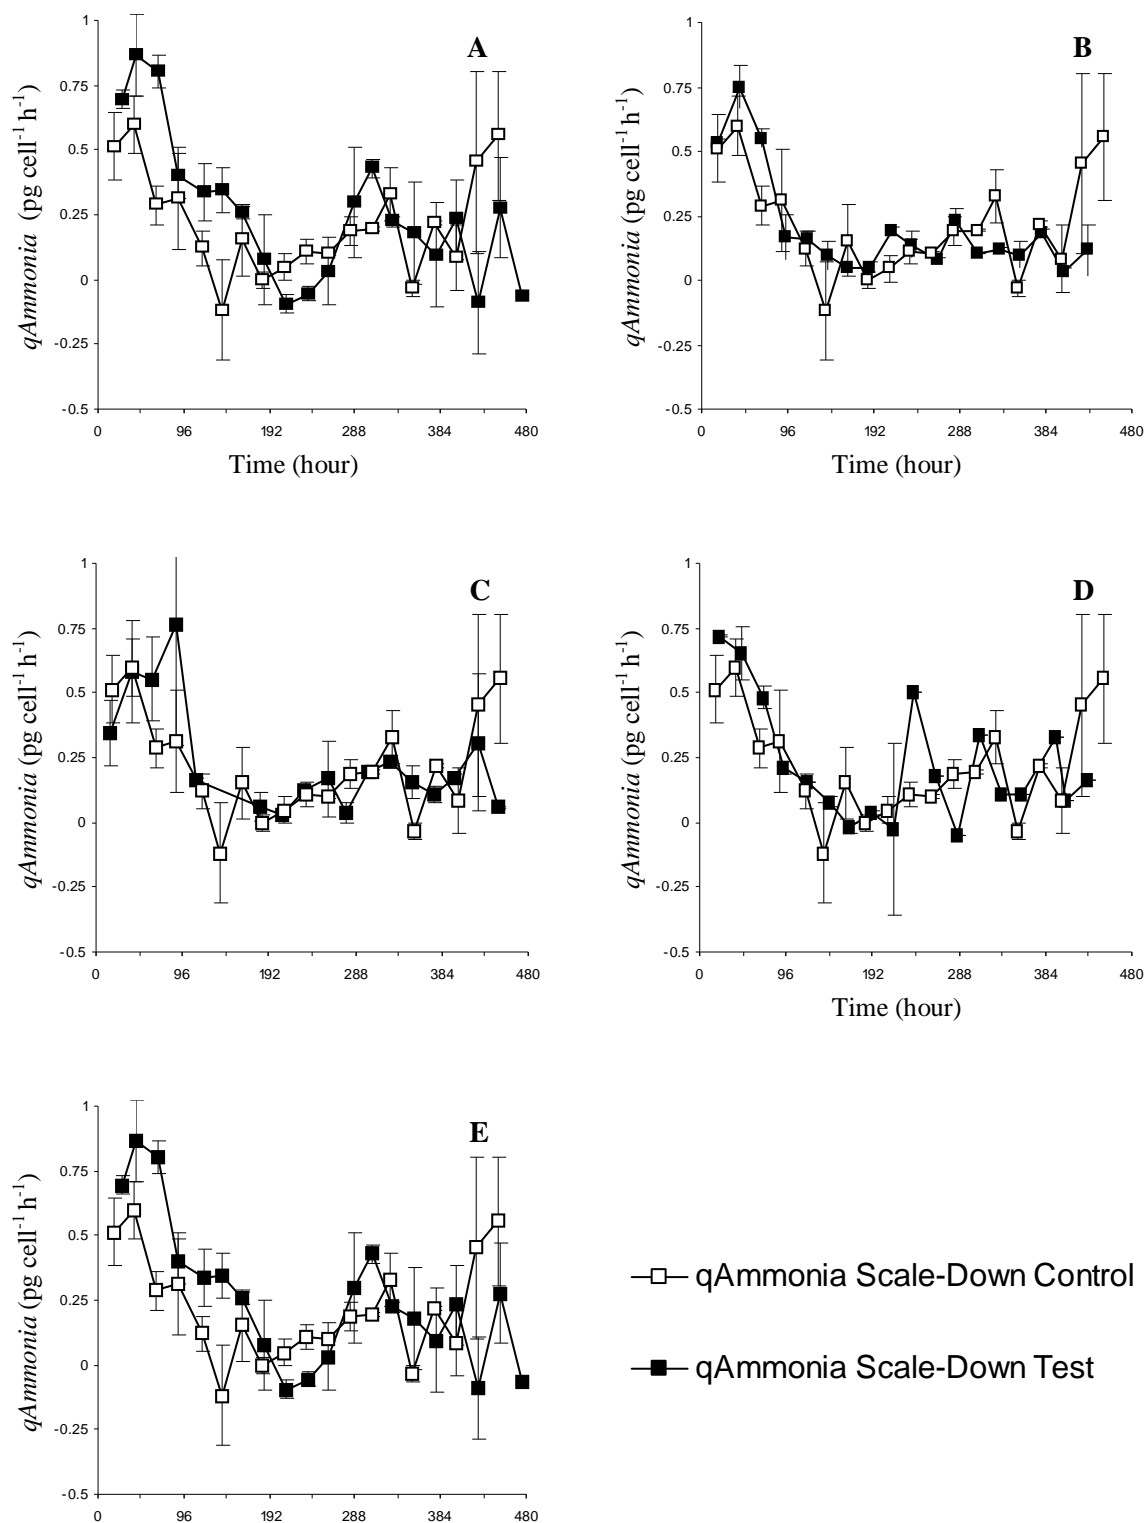 A
qAmmonia (pg cell⁻¹ h⁻¹)
1
0.75
0.5
0.25
0
-0.25
-0.5
0 96 192 288 384 480
Time (hour)
B
qAmmonia (pg cell⁻¹ h⁻¹)
1
0.75
0.5
0.25
0
-0.25
-0.5
0 96 192 288 384 480
Time (hour)
C
qAmmonia (pg cell⁻¹ h⁻¹)
1
0.75
0.5
0.25
0
-0.25
-0.5
0 96 192 288 384 480
D
qAmmonia (pg cell⁻¹ h⁻¹)
1
0.75
0.5
0.25
0
-0.25
-0.5
0 96 192 288 384 480
Time (hour)
E
qAmmonia (pg cell⁻¹ h⁻¹)
1
0.75
0.5
0.25
0
-0.25
-0.5
0 96 192 288 384 480
qAmmonia Scale-Down Control
qAmmonia Scale-Down Test